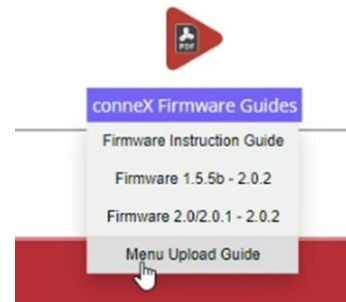 PDF
conneX Firmware Guides
Firmware Instruction Guide
Firmware 1.5.5b - 2.0.2
Firmware 2.0/2.0.1 - 2.0.2
Menu Upload Guide